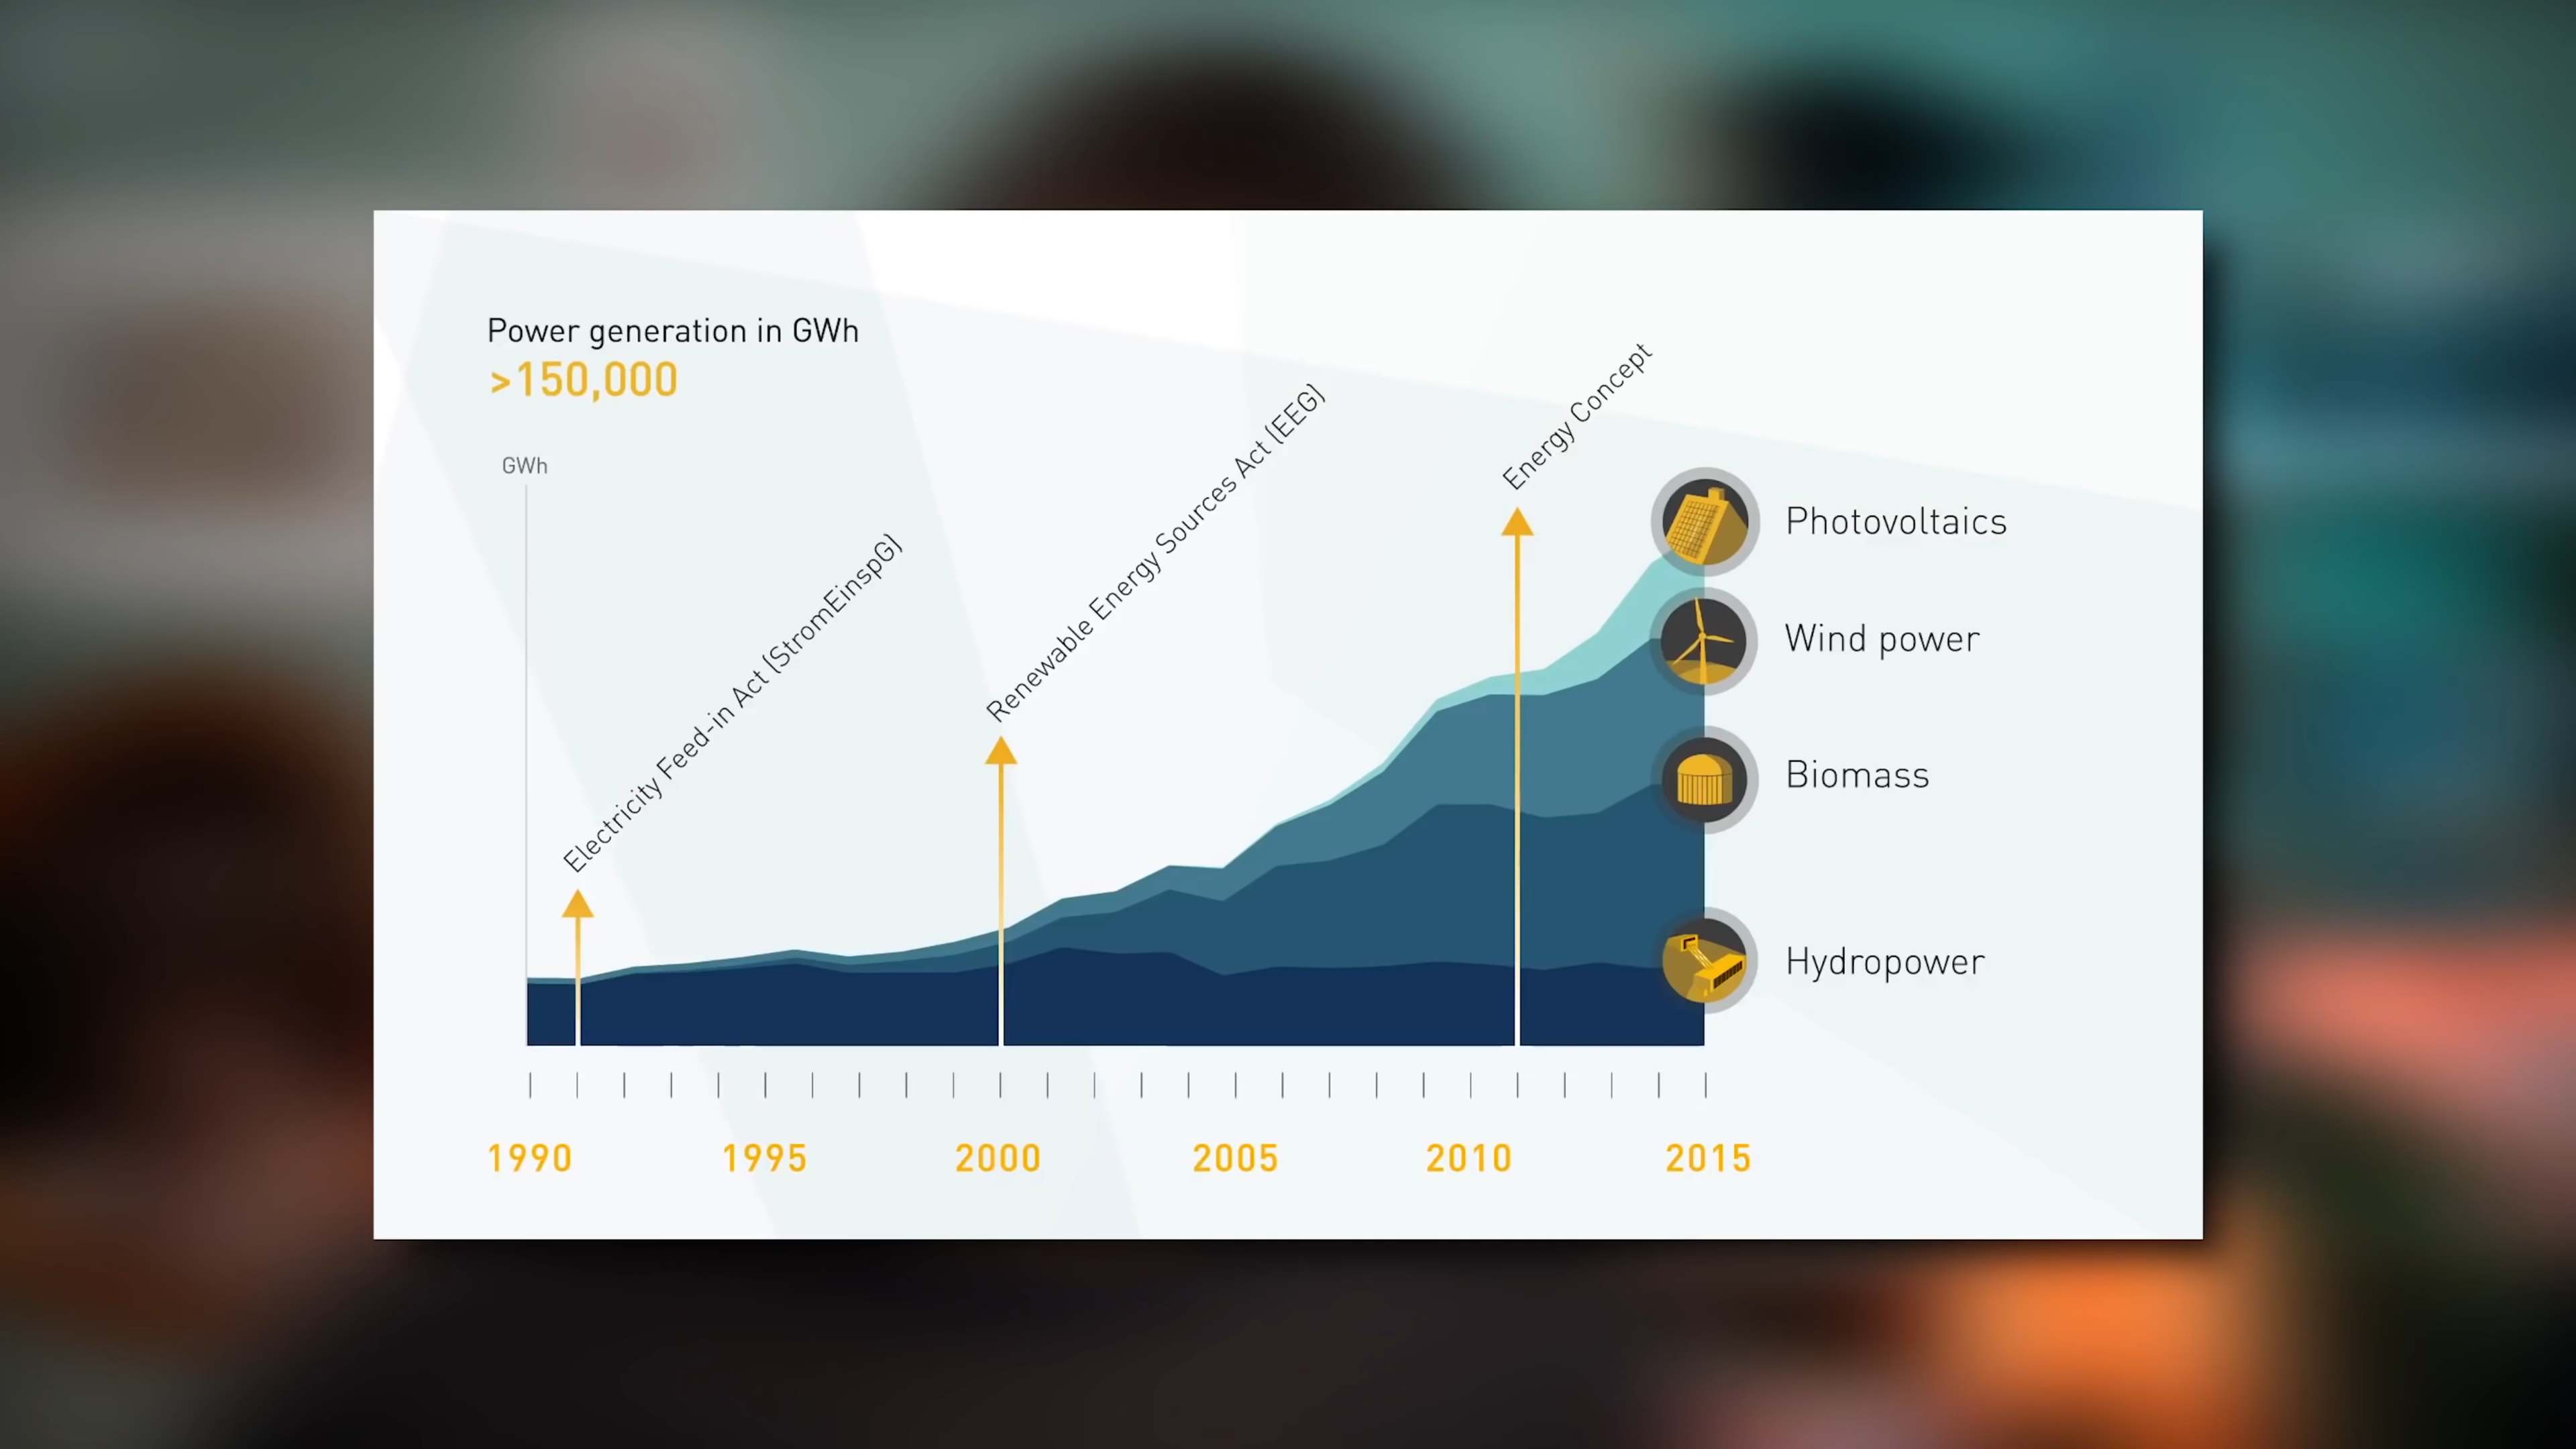 Power generation in GWh
>150,000
GWh
Electricity Feed-in Act (StromEinspG)
Renewable Energy Sources Act (EEG)
Energy Concept
Photovoltaics
Wind power
Biomass
Hydropower
1990 1995 2000 2005 2010 2015